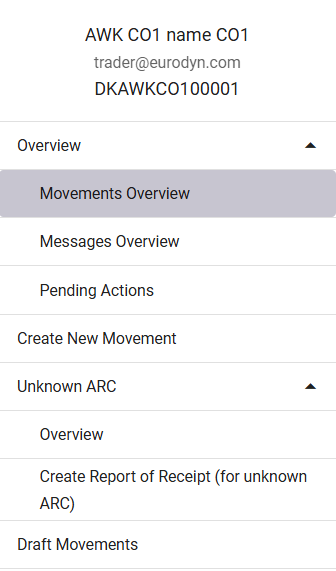 AWK CO1 name CO1
trader@eurodyn.com
DKAWKCO100001
Overview
Movements Overview
Messages Overview
Pending Actions
Create New Movement
Unknown ARC
Overview
Create Report of Receipt (for unknown
ARC)
Draft Movements